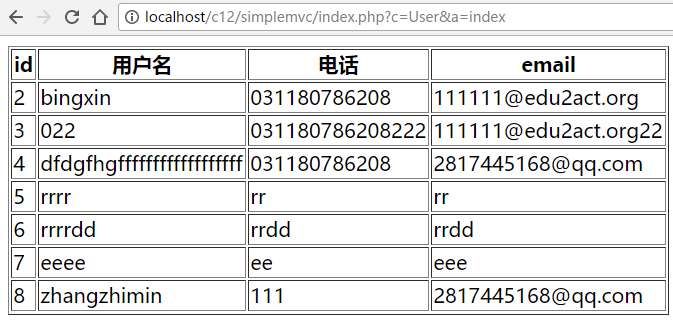 localhost/c12/simplemvc/index.php?c=User&a=index
id 用户名 电话 email
2 bingxin 031180786208 111111@edu2act.org
3 022 031180786208222 111111@edu2act.org22
4 dfdgfhgfffffffffffffffffff 031180786208 2817445168@qq.com
5 rrrr rr rr
6 rrrrdd rrdd rrdd
7 eeee ee eee
8 zhangzhimin 111 2817445168@qq.com